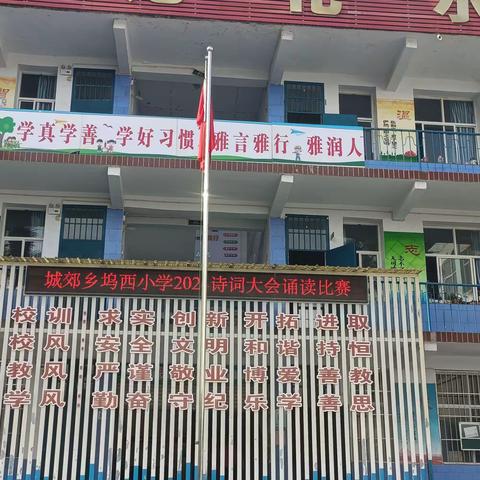 学真学善 学好习惯 雅言雅行 雅润人
城郊乡坞西小学202 诗词大会诵读比赛
校训 求实 创新 开拓 进取
校风 安全 文明 和谐 持恒
教风 严谨 敬业 博爱 善教
学风 勤奋 守纪 乐学 善思
志